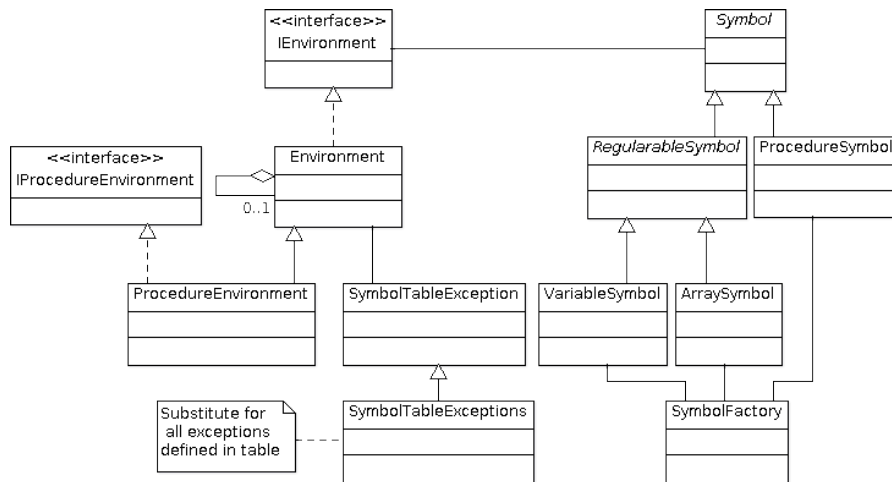 <<interface>>
IEnvironment
Symbol
<<interface>>
IProcedureEnvironment
Environment
0..1
RegularableSymbol
ProcedureSymbol
ProcedureEnvironment
SymbolTableException
VariableSymbol
ArraySymbol
Substitute for
all exceptions
defined in table
SymbolTableExceptions
SymbolFactory